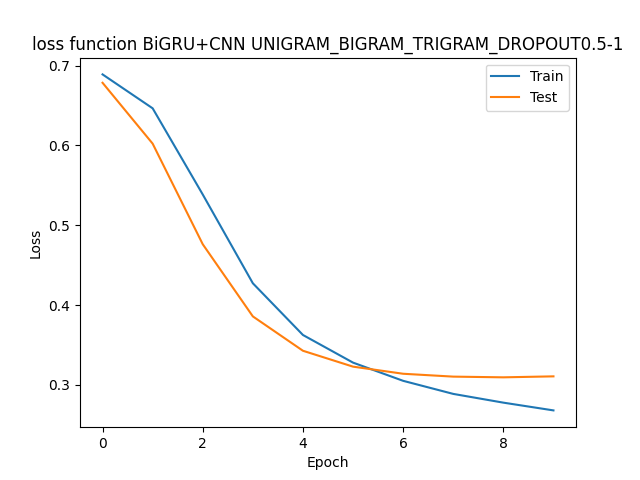 loss function BiGRU+CNN UNIGRAM_BIGRAM_TRIGRAM_DROPOUT0.5-1
Train
Test
0.7
0.6
0.5
0.4
0.3
Loss
0 2 4 6 8
Epoch